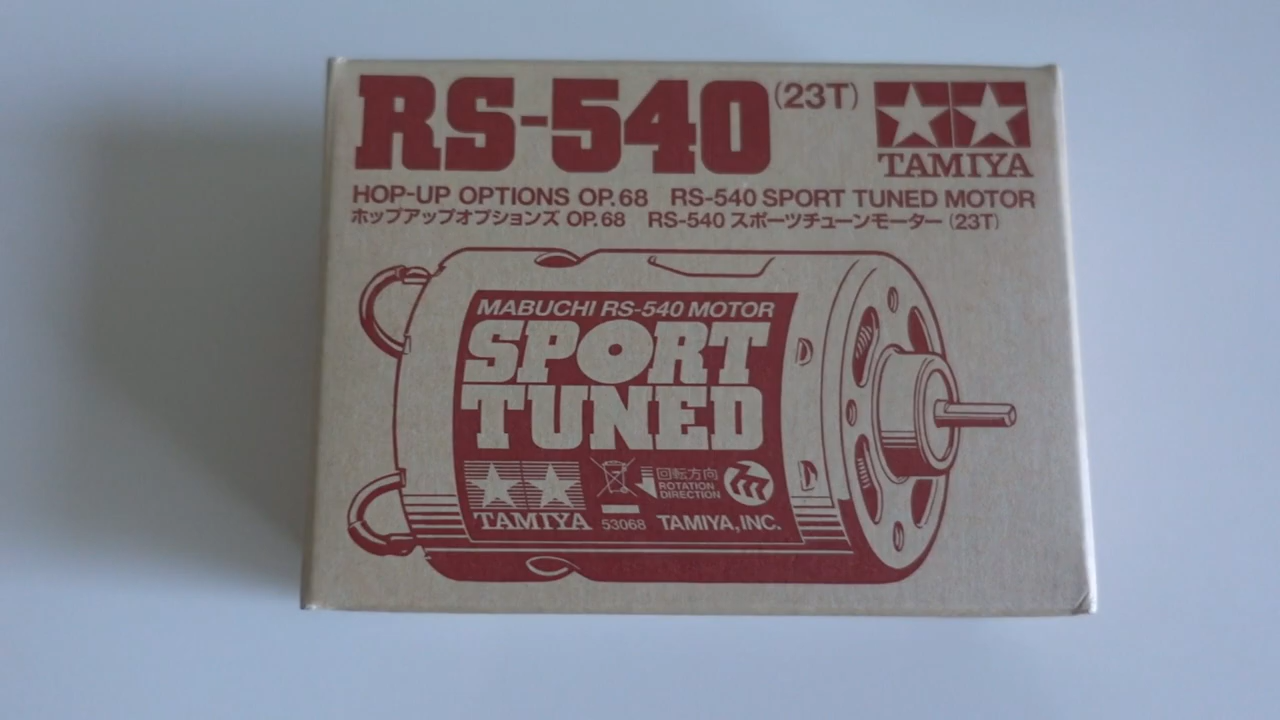 RS-540 (23T)
TAMIYA
HOP-UP OPTIONS OP.68 RS-540 SPORT TUNED MOTOR
ホップアップオプションズ OP.68 RS-540 スポーツチューンモーター (23T)
MABUCHI RS-540 MOTOR
SPORT
TUNED
回転方向
ROTATION
DIRECTION
TAMIYA 53068 TAMIYA,INC.